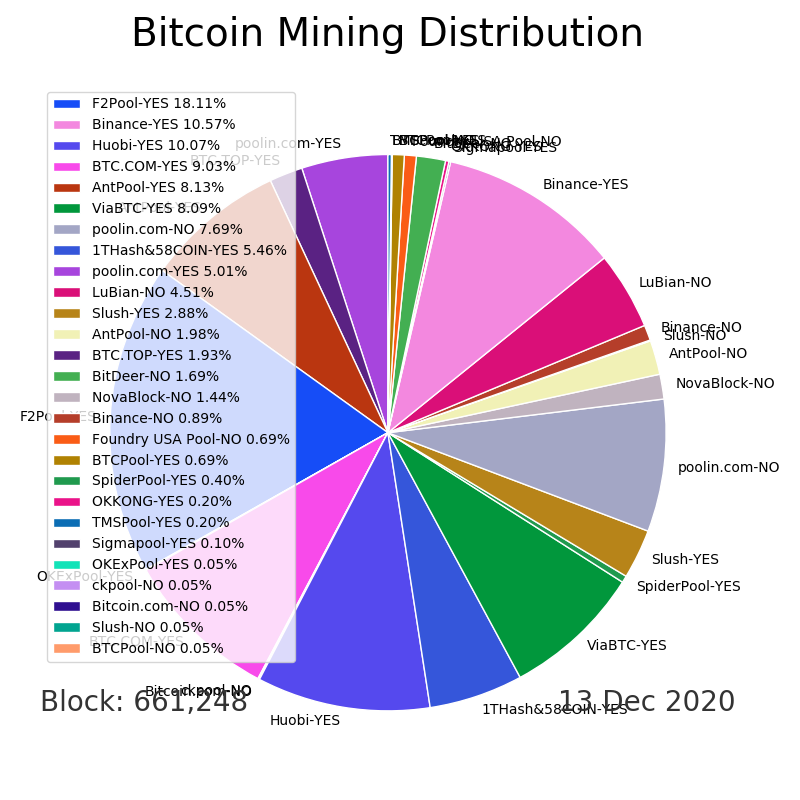 Bitcoin Mining Distribution
F2Pool-YES 18.11%
Binance-YES 10.57%
Huobi-YES 10.07%
BTC.COM-YES 9.03%
AntPool-YES 8.13%
ViaBTC-YES 8.09%
poolin.com-NO 7.69%
1THash&58COIN-YES 5.46%
poolin.com-YES 5.01%
LuBian-NO 4.51%
Slush-YES 2.88%
AntPool-NO 1.98%
BTC.TOP-YES 1.93%
BitDeer-NO 1.69%
NovaBlock-NO 1.44%
Binance-NO 0.89%
Foundry USA Pool-NO 0.69%
BTCPool-YES 0.69%
SpiderPool-YES 0.40%
OKKONG-YES 0.20%
TMSPool-YES 0.20%
Sigmapool-YES 0.10%
OKExPool-YES 0.05%
ckpool-NO 0.05%
Bitcoin.com-NO 0.05%
Slush-NO 0.05%
BTCPool-NO 0.05%
poolin.com-YES
BTC.TOP-YES
F2Pool-YES
OKExPool-YES
BTC.COM-YES
ckpool-NO
Huobi-YES
1THash&58COIN-YES
ViaBTC-YES
SpiderPool-YES
Slush-YES
poolin.com-NO
NovaBlock-NO
AntPool-NO
Slush-NO
Binance-NO
LuBian-NO
Binance-YES
Block: 661,248
13 Dec 2020